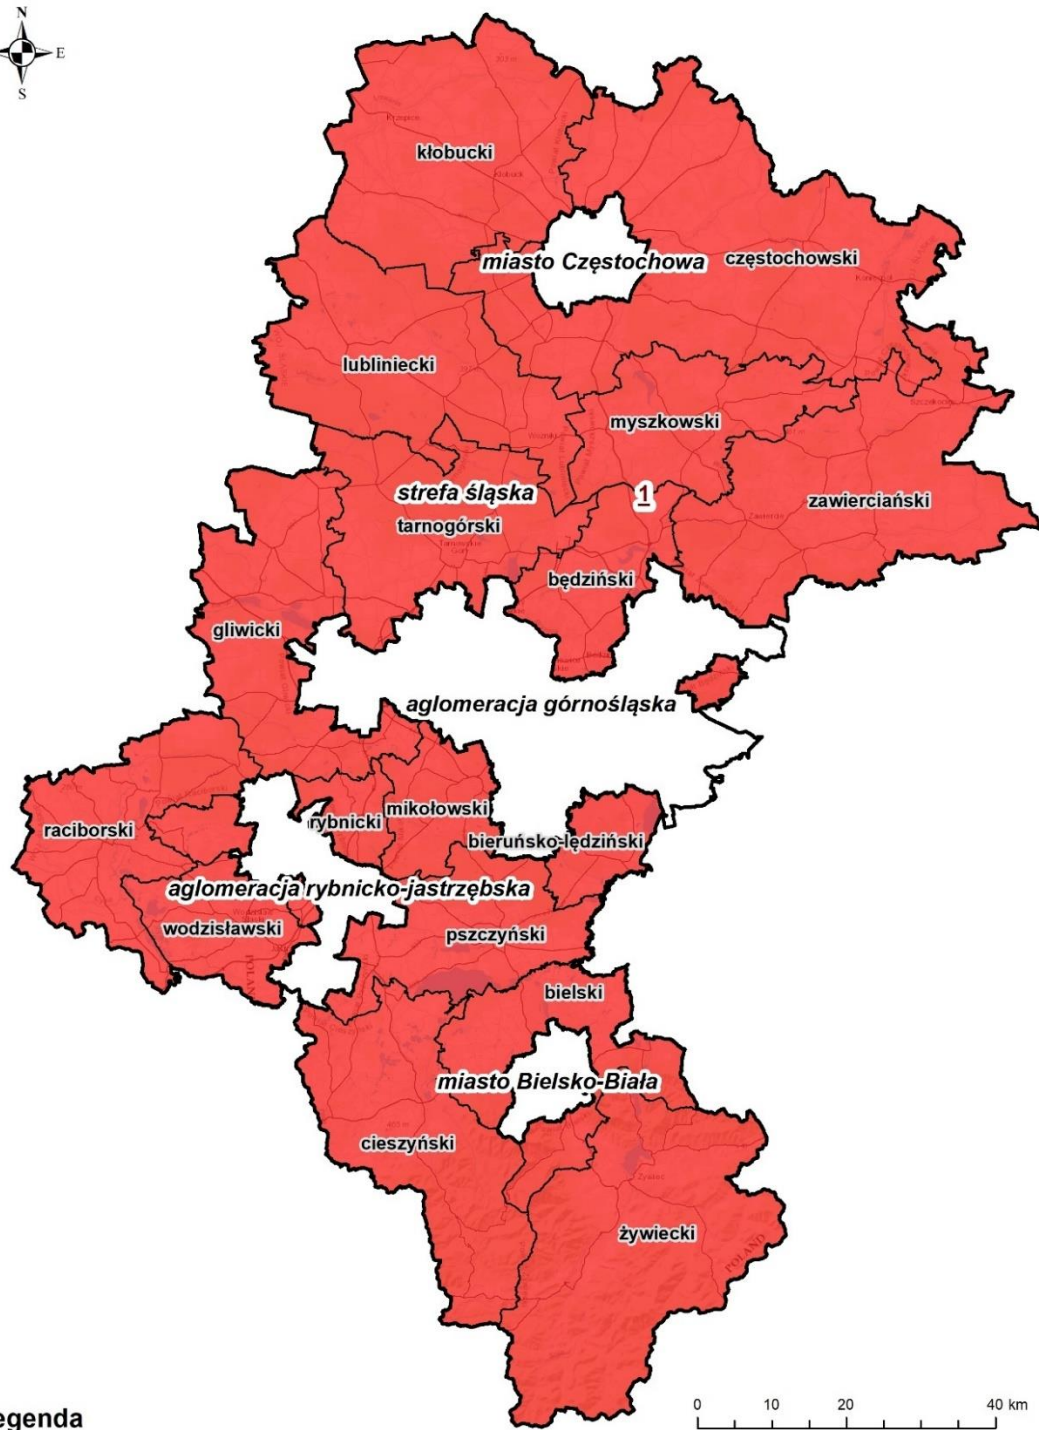 N
E
S
kłobucki
miasto Częstochowa
częstochowski
lubliniecki
myszkowski
strefa śląska
1
zawierciański
tarnogórski
będziński
gliwicki
aglomeracja górnośląska
mikołowski
rybnicki
raciborski
bieruńsko-lędziński
aglomeracja rybnicko-jastrzębska
wodzisławski
pszczyński
bielski
miasto Bielsko-Biała
cieszyński
żywiecki
POLAND
0 10 20 40 km
egenda